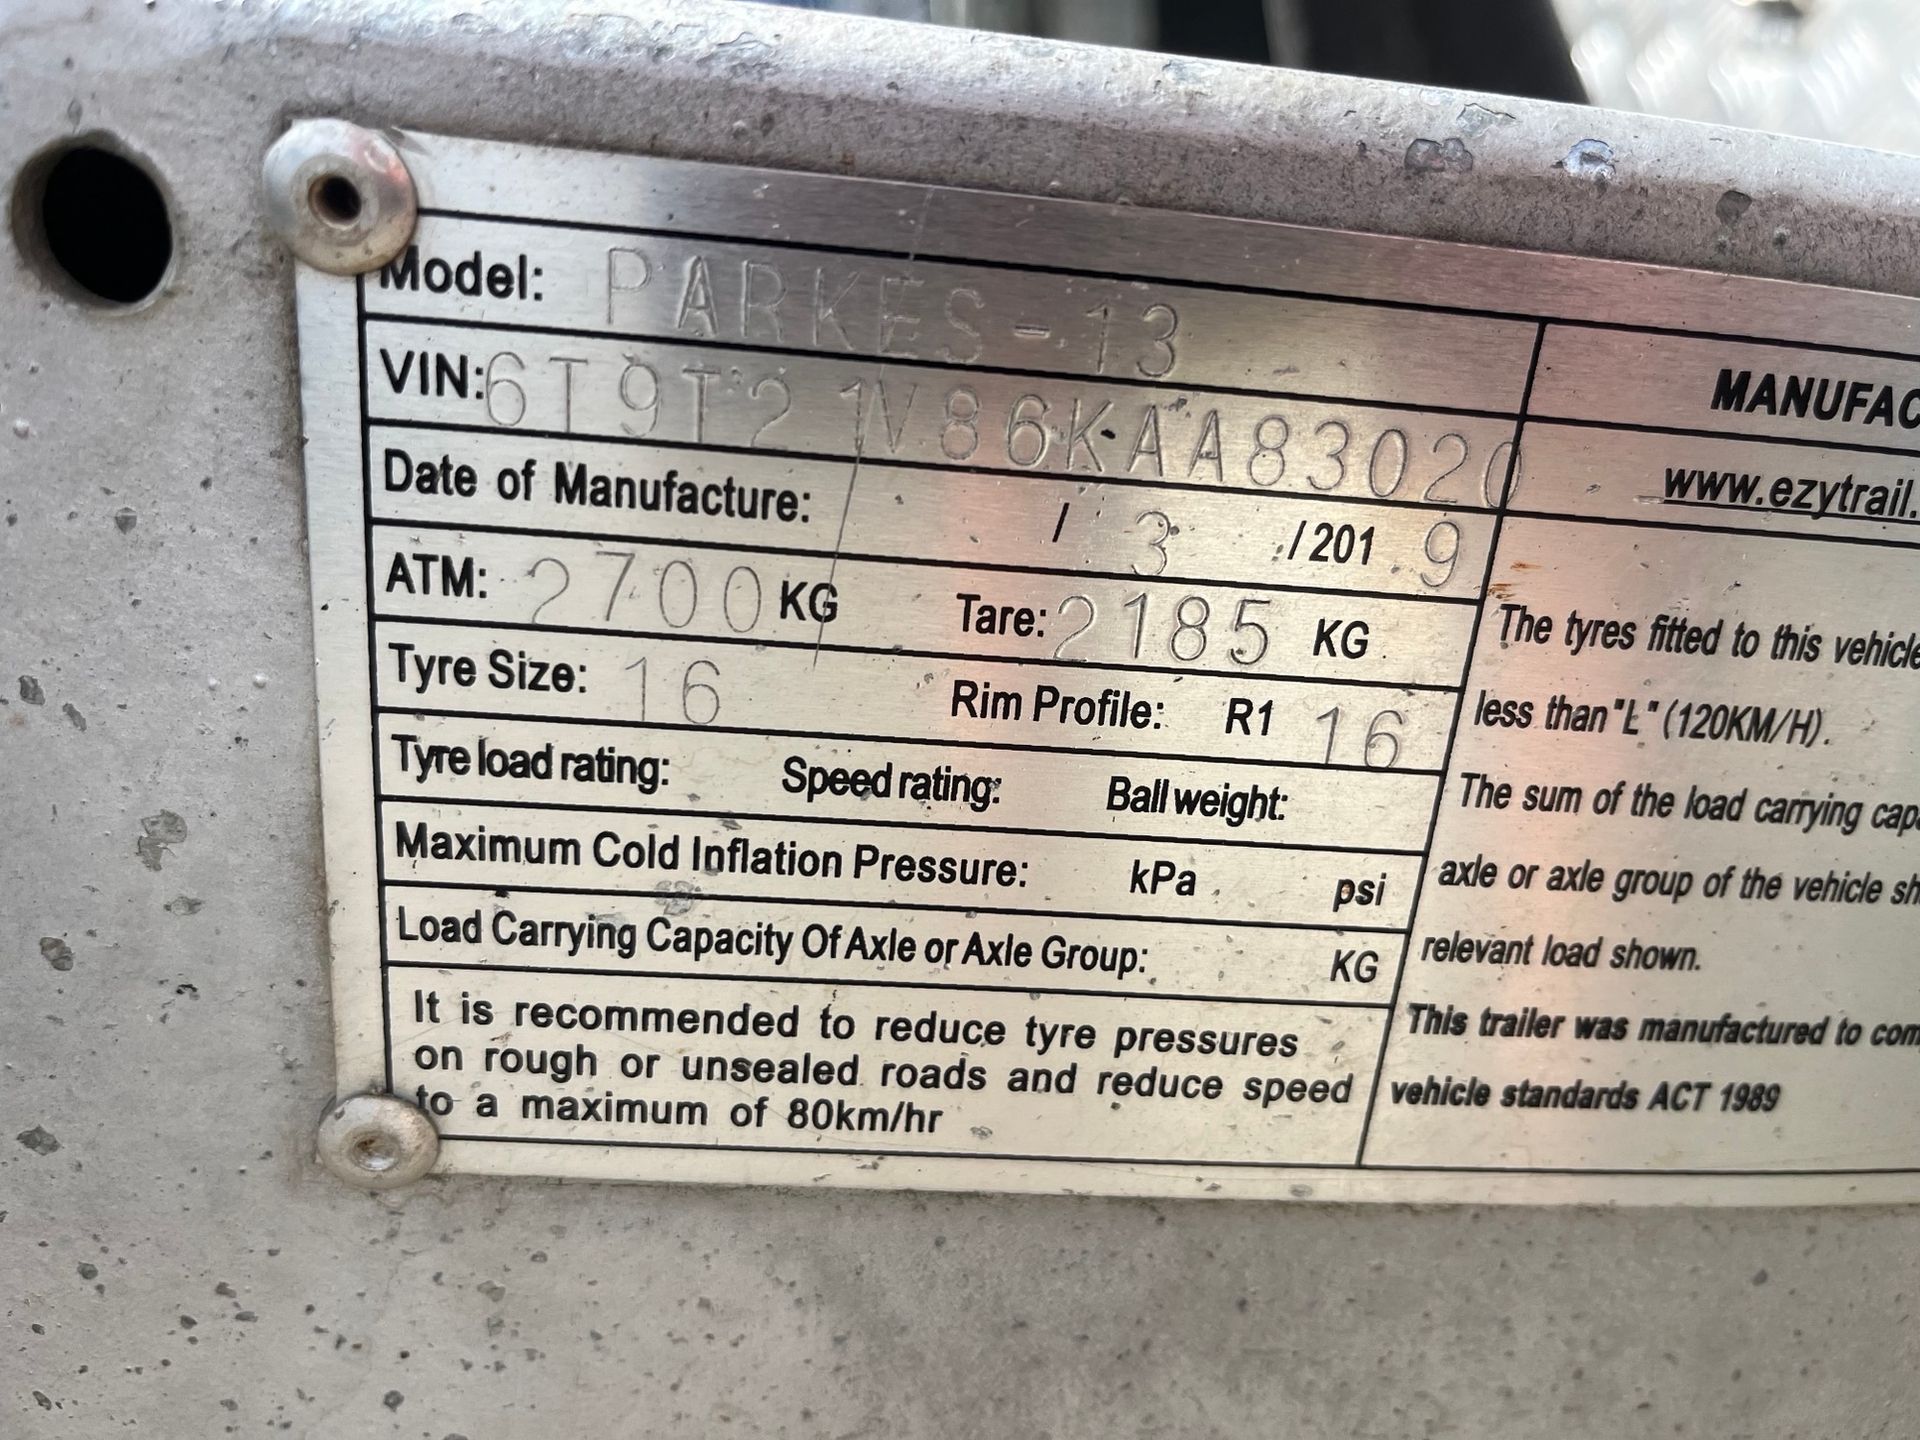 Model: PARKES-13
VIN: 6T9T21V86KAA83020
Date of Manufacture: / 3 /201 9
ATM: 2700 KG Tare: 2185 KG
Tyre Size: 16 Rim Profile: R1 16
Tyre load rating: Speed rating: Ball weight:
Maximum Cold Inflation Pressure: kPa psi
Load Carrying Capacity Of Axle or Axle Group: KG
It is recommended to reduce tyre pressures
on rough or unsealed roads and reduce speed
to a maximum of 80km/hr
MANUFAC
www.ezytrail.
The tyres fitted to this vehicle
less than "L" (120KM/H).
The sum of the load carrying capa
axle or axle group of the vehicle sh
relevant load shown.
This trailer was manufactured to com
vehicle standards ACT 1989